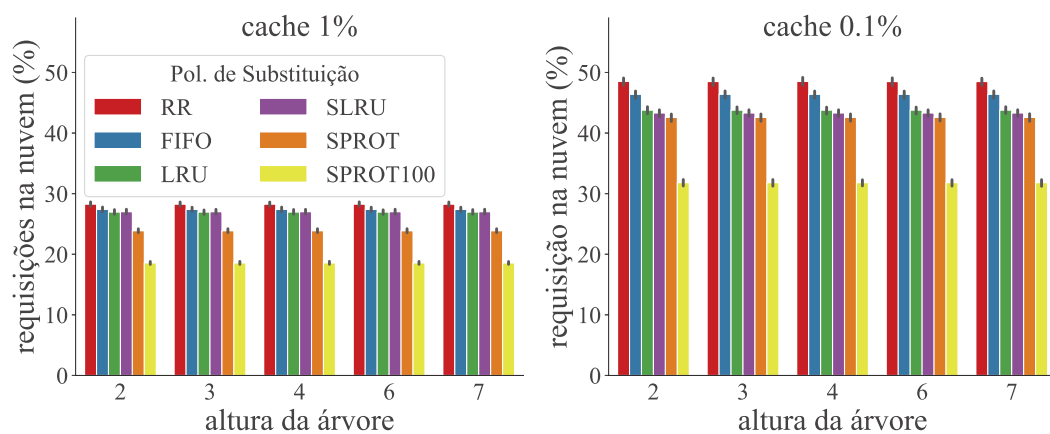 cache 1%
requisições na nuvem (%)
50
40
30
20
10
0
Pol. de Substituição
RR
FIFO
LRU
SLRU
SPROT
SPROT100
2 3 4 6 7
altura da árvore
cache 0.1%
requisição na nuvem (%)
50
40
30
20
10
0
2 3 4 6 7
altura da árvore